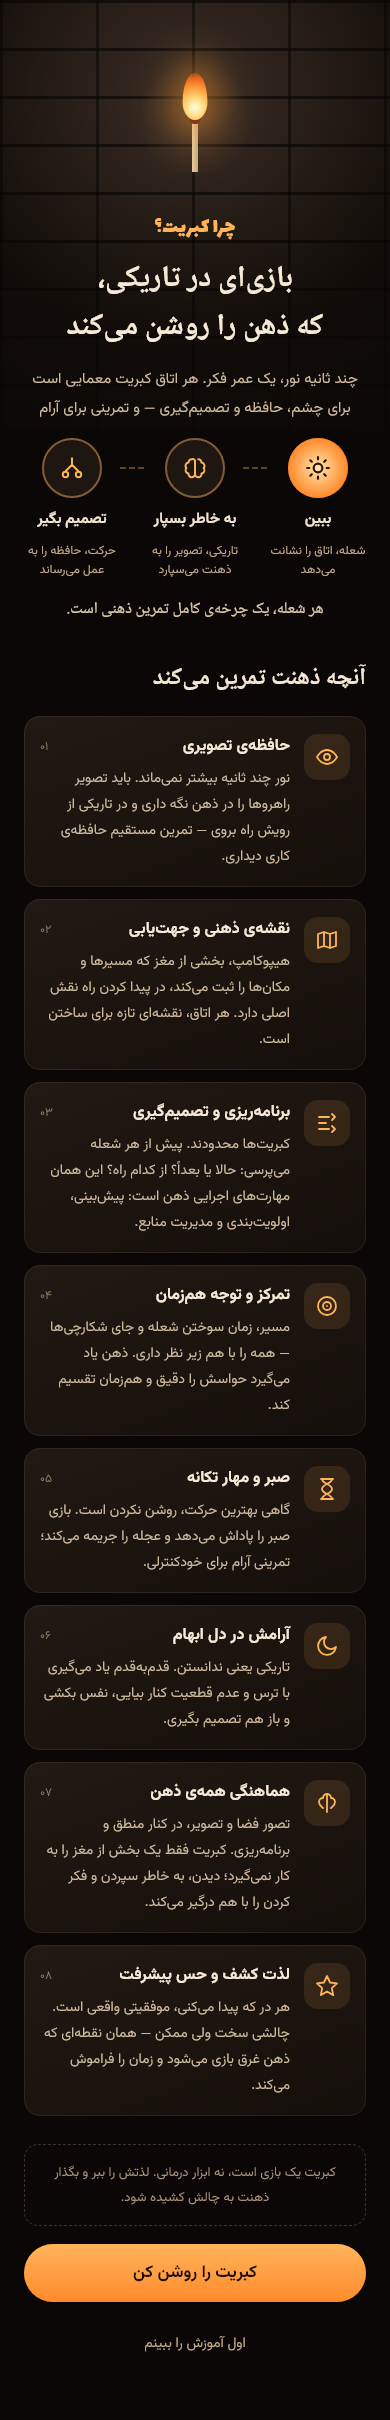 چرا کبریت؟
بازی‌ای در تاریکی،
که ذهن را روشن می‌کند
چند ثانیه نور، یک عمر فکر. هر اتاق کبریت معمایی است
برای چشم، حافظه و تصمیم‌گیری — و تمرینی برای آرام
ببین
شعله، اتاق را نشانت
می‌دهد
به خاطر بسپار
تاریکی، تصویر را به
ذهنت می‌سپارد
تصمیم بگیر
حرکت، حافظه را به
عمل می‌رساند
هر شعله، یک چرخه‌ی کامل تمرین ذهنی است.
آنچه ذهنت تمرین می‌کند
حافظه‌ی تصویری
۰۱
نور چند ثانیه بیشتر نمی‌ماند. باید تصویر
راهروها را در ذهن نگه داری و در تاریکی از
رویش راه بروی — تمرین مستقیم حافظه‌ی
کاری دیداری.
نقشه‌ی ذهنی و جهت‌یابی
۰۲
هیپوکامپ، بخشی از مغز که مسیرها و
مکان‌ها را ثبت می‌کند، در پیدا کردن راه نقش
اصلی دارد. هر اتاق، نقشه‌ای تازه برای ساختن
است.
برنامه‌ریزی و تصمیم‌گیری
۰۳
کبریت‌ها محدودند. پیش از هر شعله
می‌پرسی: حالا یا بعداً؟ از کدام راه؟ این همان
مهارت‌های اجرایی ذهن است: پیش‌بینی،
اولویت‌بندی و مدیریت منابع.
تمرکز و توجه هم‌زمان
۰۴
مسیر، زمان سوختن شعله و جای شکارچی‌ها
— همه را با هم زیر نظر داری. ذهن یاد
می‌گیرد حواسش را دقیق و هم‌زمان تقسیم
کند.
صبر و مهار تکانه
۰۵
گاهی بهترین حرکت، روشن نکردن است. بازی
صبر را پاداش می‌دهد و عجله را جریمه می‌کند؛
تمرینی آرام برای خودکنترلی.
آرامش در دل ابهام
۰۶
تاریکی یعنی ندانستن. قدم‌به‌قدم یاد می‌گیری
با ترس و عدم قطعیت کنار بیایی، نفس بکشی
و باز هم تصمیم بگیری.
هماهنگی همه‌ی ذهن
۰۷
تصور فضا و تصویر، در کنار منطق و
برنامه‌ریزی. کبریت فقط یک بخش از مغز را به
کار نمی‌گیرد؛ دیدن، به خاطر سپردن و فکر
کردن را با هم درگیر می‌کند.
لذت کشف و حس پیشرفت
۰۸
هر در که پیدا می‌کنی، موفقیتی واقعی است.
چالشی سخت ولی ممکن — همان نقطه‌ای که
ذهن غرق بازی می‌شود و زمان را فراموش
می‌کند.
کبریت یک بازی است، نه ابزار درمانی. لذتش را ببر و بگذار
ذهنت به چالش کشیده شود.
کبریت را روشن کن
اول آموزش را ببینم